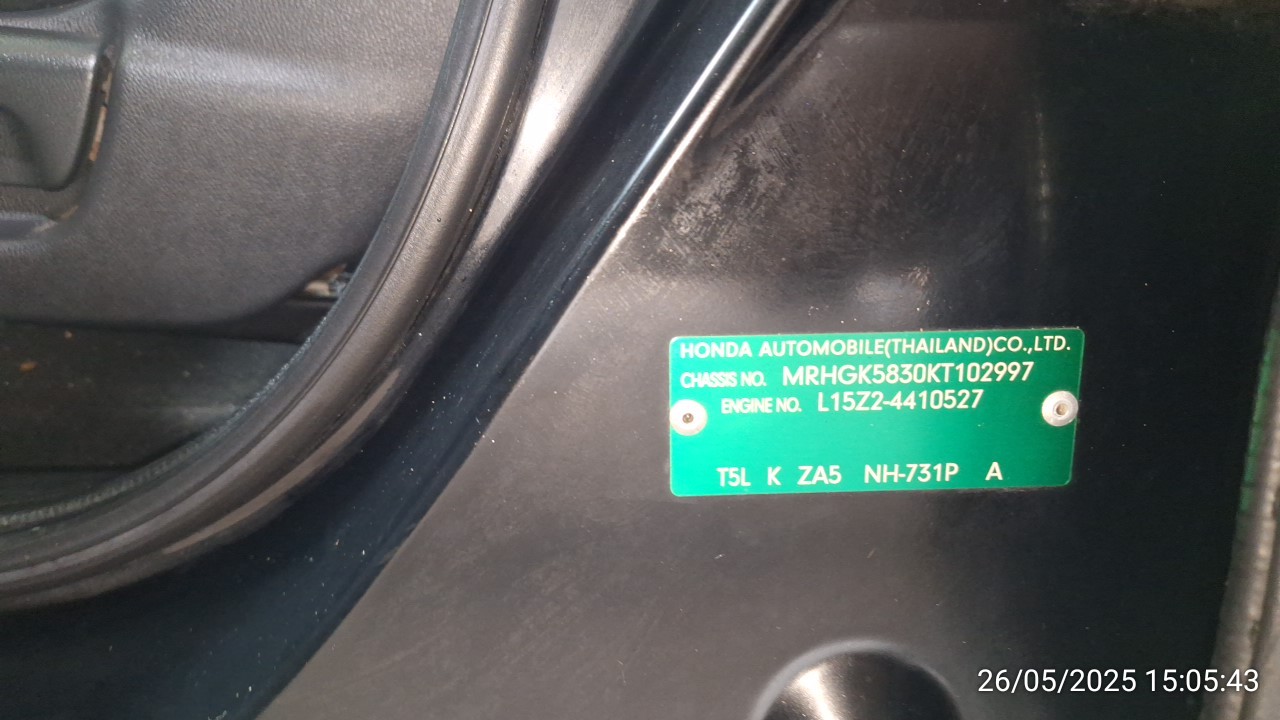 HONDA AUTOMOBILE(THAILAND)CO.,LTD.
CHASSIS NO. MRHGK5830KT102997
ENGINE NO. L15Z2-4410527
T5L K ZA5 NH-731P A
26/05/2025 15:05:43